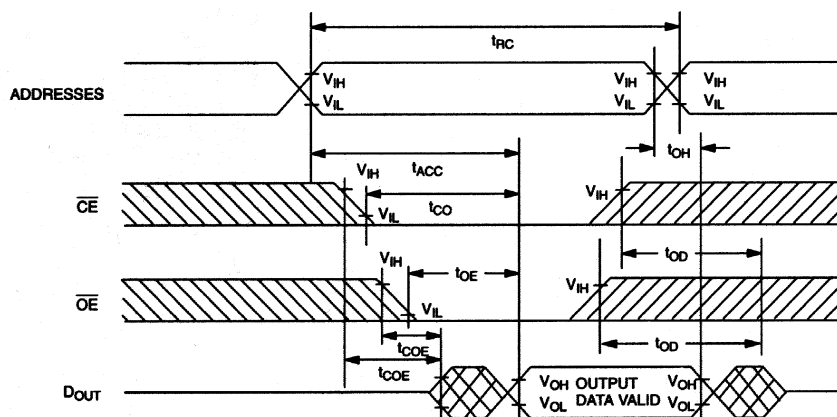 tRC
ADDRESSES
VIH VIH VIH
VIL VIL VIL
tOH
tACC
VIH
VIH
CE
VIL
tCO
tOD
VIH
OE
tOE
VIH
VIL
tOD
tCOE
tCOE
DOUT
VOH OUTPUT VOH
VOL DATA VALID VOL